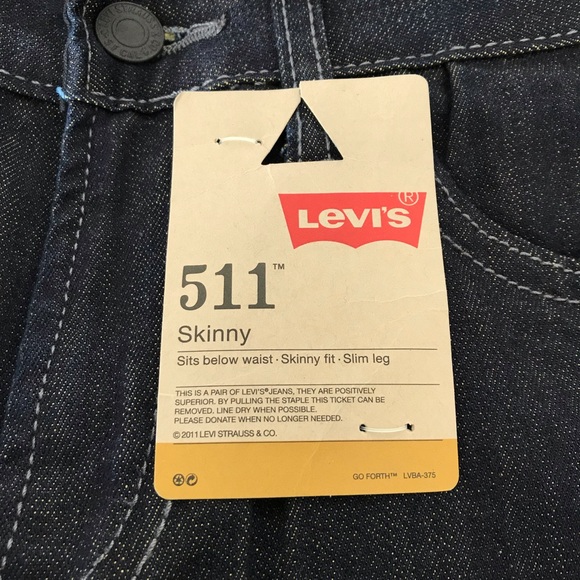 LEVI'S®
511™
Skinny
Sits below waist · Skinny fit · Slim leg
THIS IS A PAIR OF LEVI'S®JEANS, THEY ARE POSITIVELY
SUPERIOR. BY PULLING THE STAPLE THIS TICKET CAN BE
REMOVED. LINE DRY WHEN POSSIBLE.
PLEASE DONATE WHEN NO LONGER NEEDED.
© 2011 LEVI STRAUSS & CO.
GO FORTH™ LVBA-375